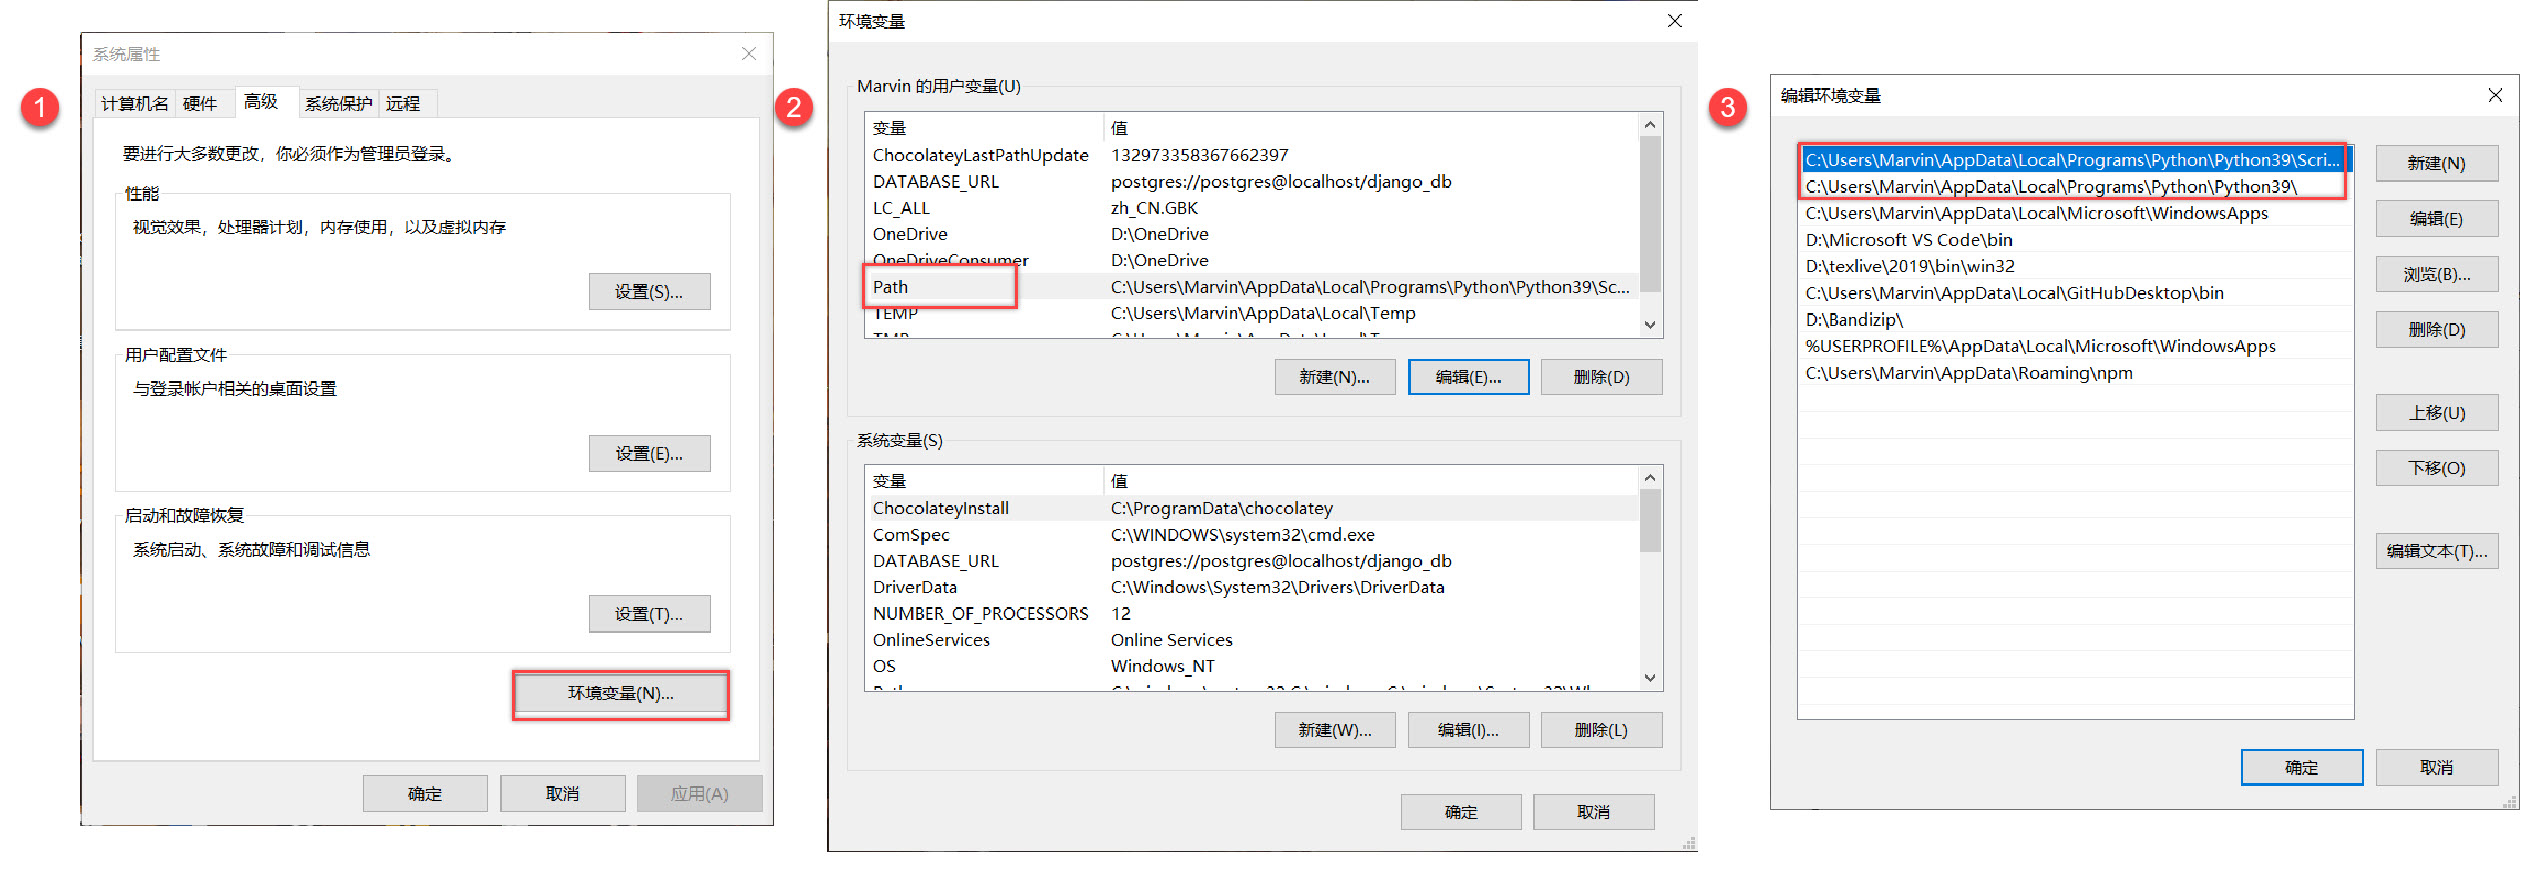 1
系统属性
计算机名 硬件 高级 系统保护 远程
要进行大多数更改，你必须作为管理员登录。
性能
视觉效果，处理器计划，内存使用，以及虚拟内存
设置(S)...
用户配置文件
与登录帐户相关的桌面设置
设置(E)...
启动和故障恢复
系统启动、系统故障和调试信息
设置(T)...
环境变量(N)...
确定 取消 应用(A)
2
环境变量
Marvin 的用户变量(U)
变量 值
ChocolateyLastPathUpdate 132973358367662397
DATABASE_URL postgres://postgres@localhost/django_db
LC_ALL zh_CN.GBK
OneDrive D:\OneDrive
OneDriveConsumer D:\OneDrive
Path C:\Users\Marvin\AppData\Local\Programs\Python\Python39\Sc...
TEMP C:\Users\Marvin\AppData\Local\Temp
新建(N)... 编辑(E)... 删除(D)
系统变量(S)
变量 值
ChocolateyInstall C:\ProgramData\chocolatey
ComSpec C:\WINDOWS\system32\cmd.exe
DATABASE_URL postgres://postgres@localhost/django_db
DriverData C:\Windows\System32\Drivers\DriverData
NUMBER_OF_PROCESSORS 12
OnlineServices Online Services
OS Windows_NT
新建(W)... 编辑(I)... 删除(L)
确定 取消
3
编辑环境变量
C:\Users\Marvin\AppData\Local\Programs\Python\Python39\Scri...
C:\Users\Marvin\AppData\Local\Programs\Python\Python39\
C:\Users\Marvin\AppData\Local\Microsoft\WindowsApps
D:\Microsoft VS Code\bin
D:\texlive\2019\bin\win32
C:\Users\Marvin\AppData\Local\GitHubDesktop\bin
D:\Bandizip\
%USERPROFILE%\AppData\Local\Microsoft\WindowsApps
C:\Users\Marvin\AppData\Roaming\npm
新建(N)
编辑(E)
浏览(B)...
删除(D)
上移(U)
下移(O)
编辑文本(T)...
确定 取消